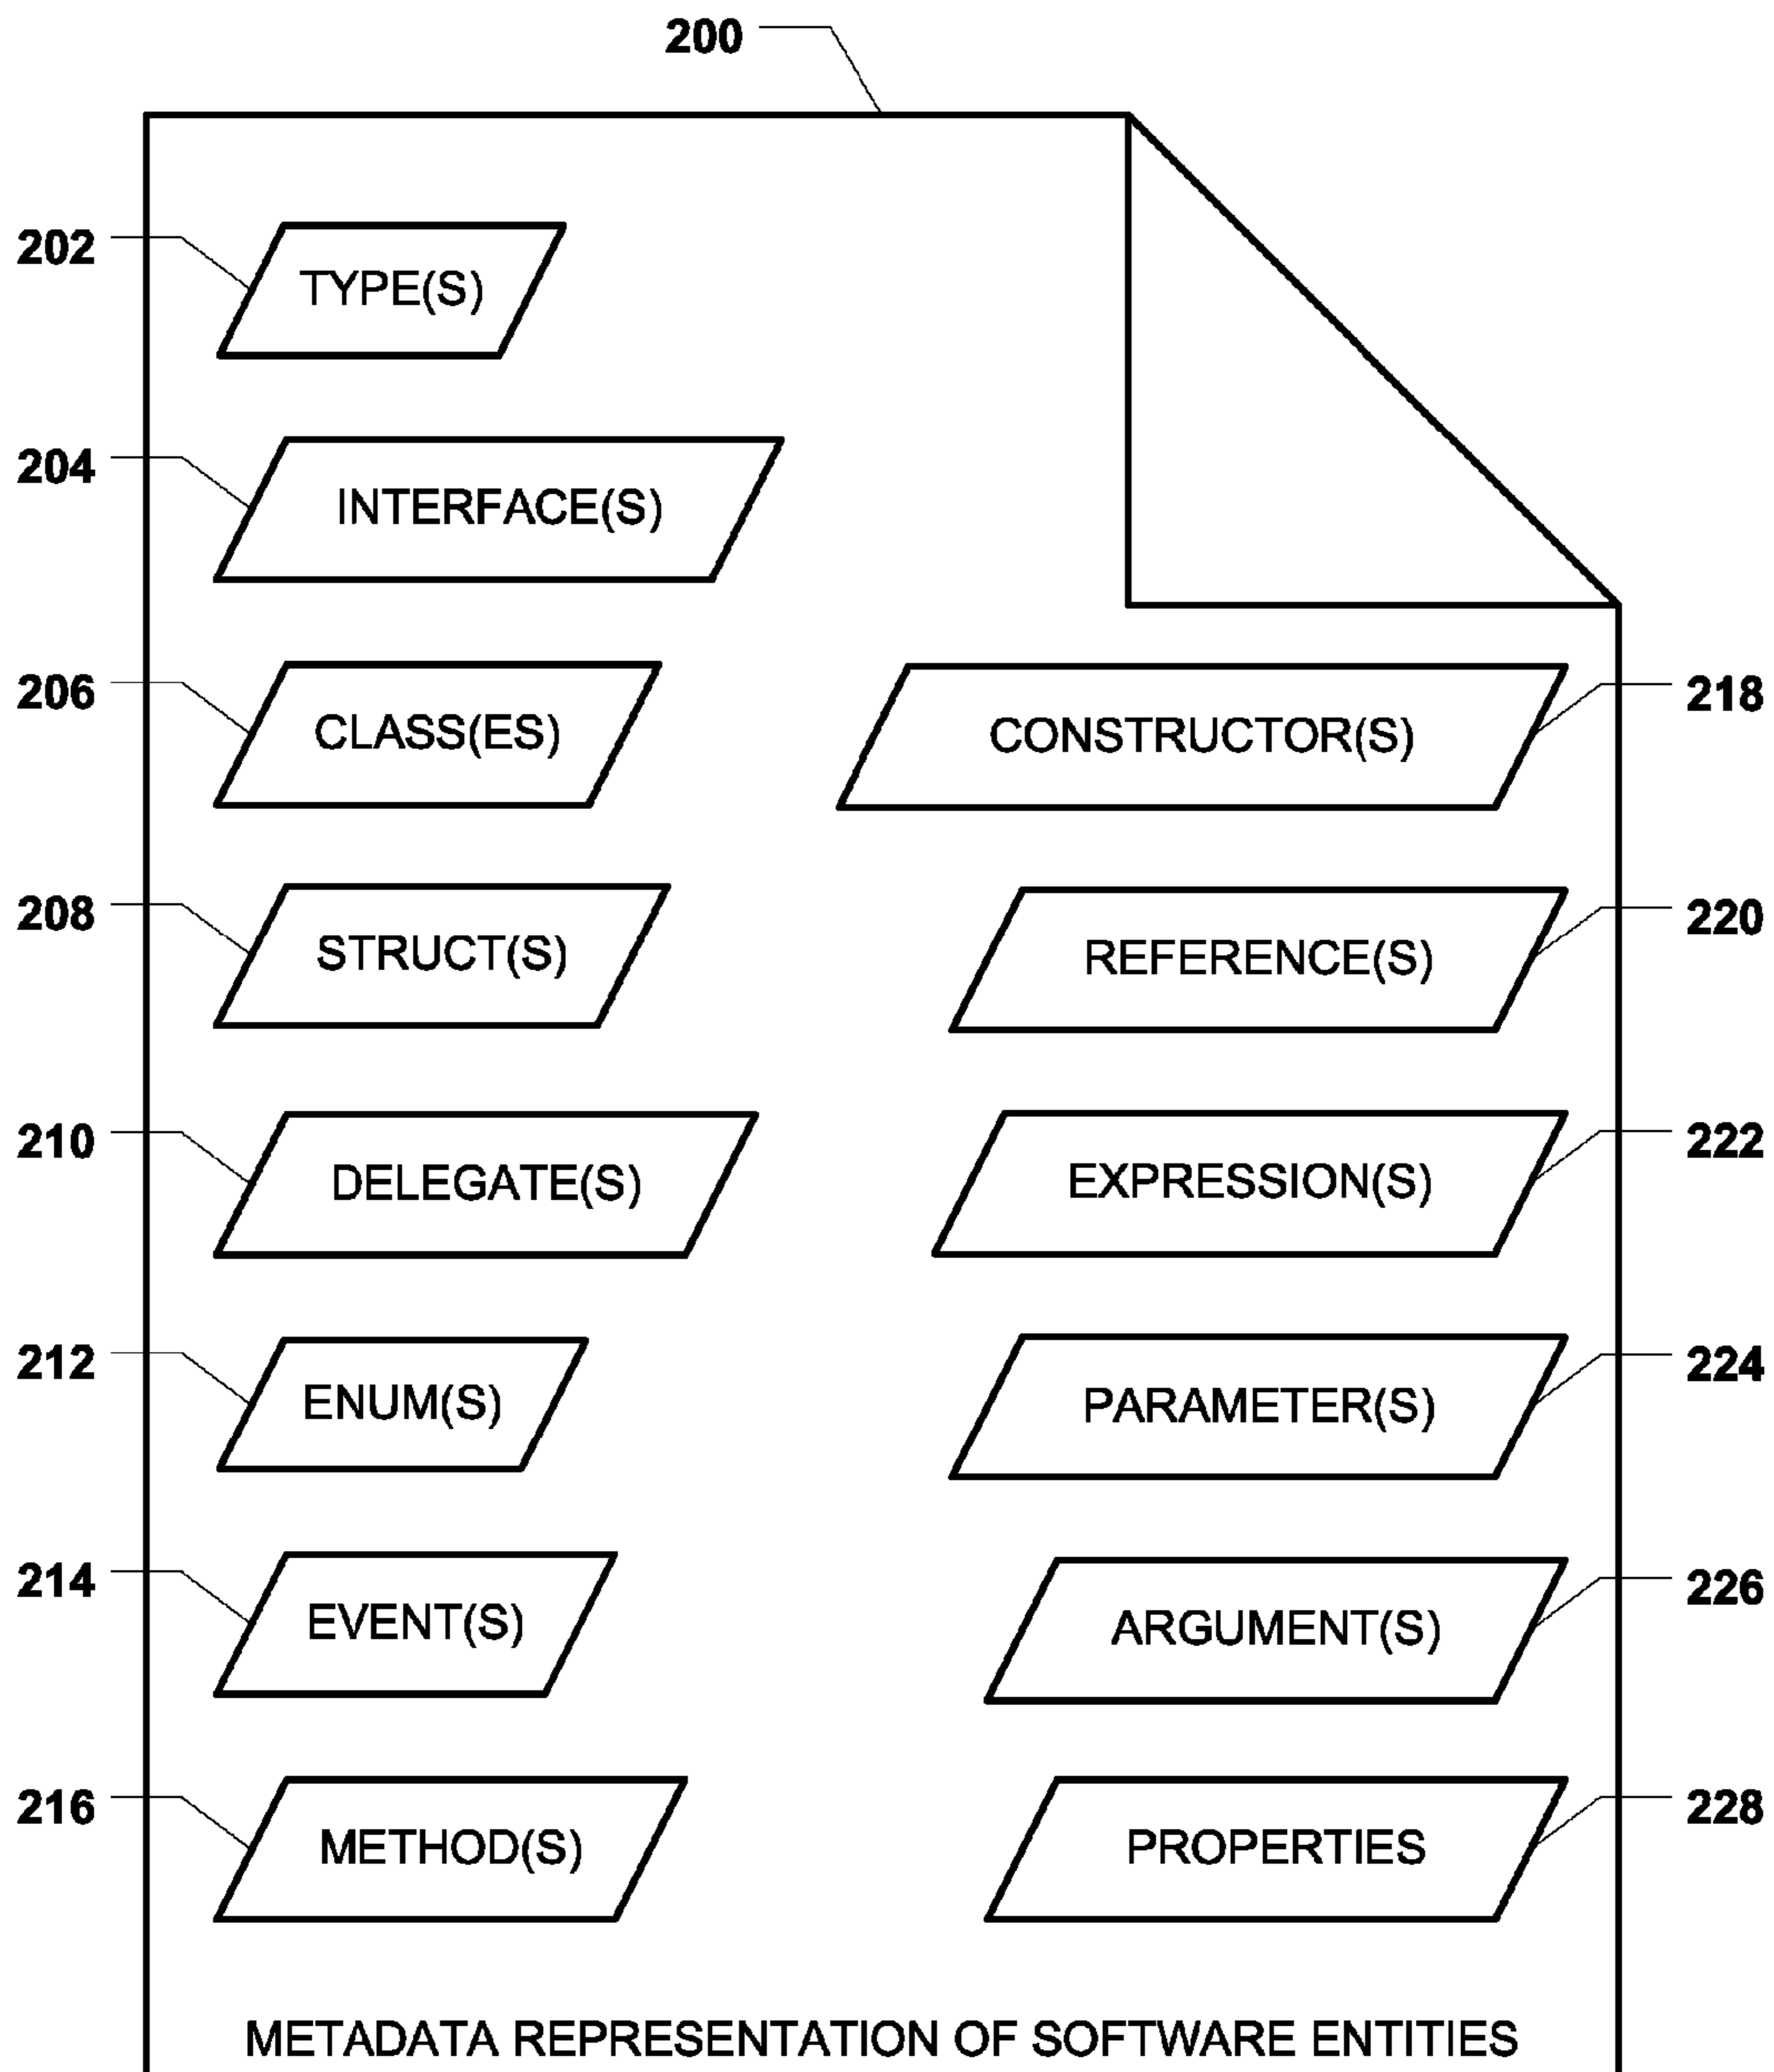 200
202
TYPE(S)
204
INTERFACE(S)
206
CLASS(ES)
CONSTRUCTOR(S)
218
208
STRUCT(S)
REFERENCE(S)
220
210
DELEGATE(S)
EXPRESSION(S)
222
212
ENUM(S)
PARAMETER(S)
224
214
EVENT(S)
ARGUMENT(S)
226
216
METHOD(S)
PROPERTIES
228
METADATA REPRESENTATION OF SOFTWARE ENTITIES